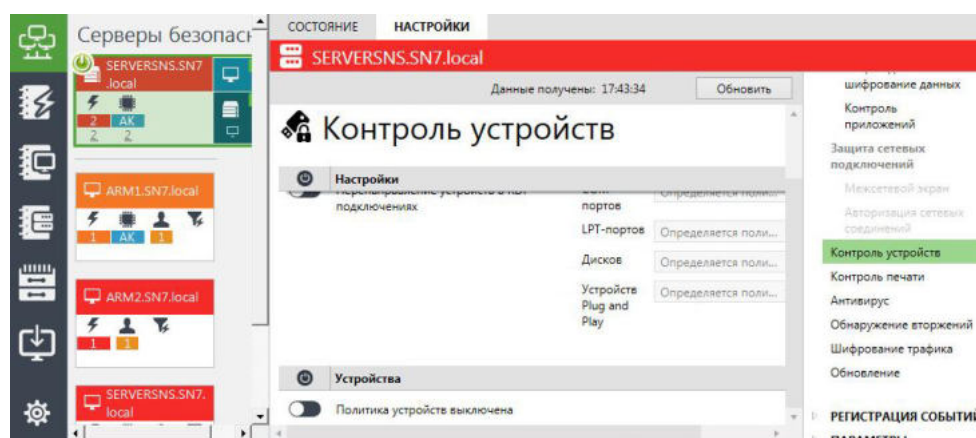 Серверы безопасн
SERVERSNS.SN7
.local
2 АК
2 2
ARM1.SN7.local
1 АК 1
ARM2.SN7.local
1 1
SERVERSNS.SN7.
local
СОСТОЯНИЕ НАСТРОЙКИ
SERVERSNS.SN7.local
Данные получены: 17:43:34 Обновить
Контроль устройств
Настройки
подключениях
портов
Определяется поли...
LPT-портов Определяется поли...
Дисков Определяется поли...
Устройств Определяется поли...
Plug and
Play
Устройства
Политика устройств выключена
шифрование данных
Контроль
приложений
Защита сетевых
подключений
Межсетевой экран
Авторизация сетевых
соединений
Контроль устройств
Контроль печати
Антивирус
Обнаружение вторжений
Шифрование трафика
Обновление
РЕГИСТРАЦИЯ СОБЫТИЙ